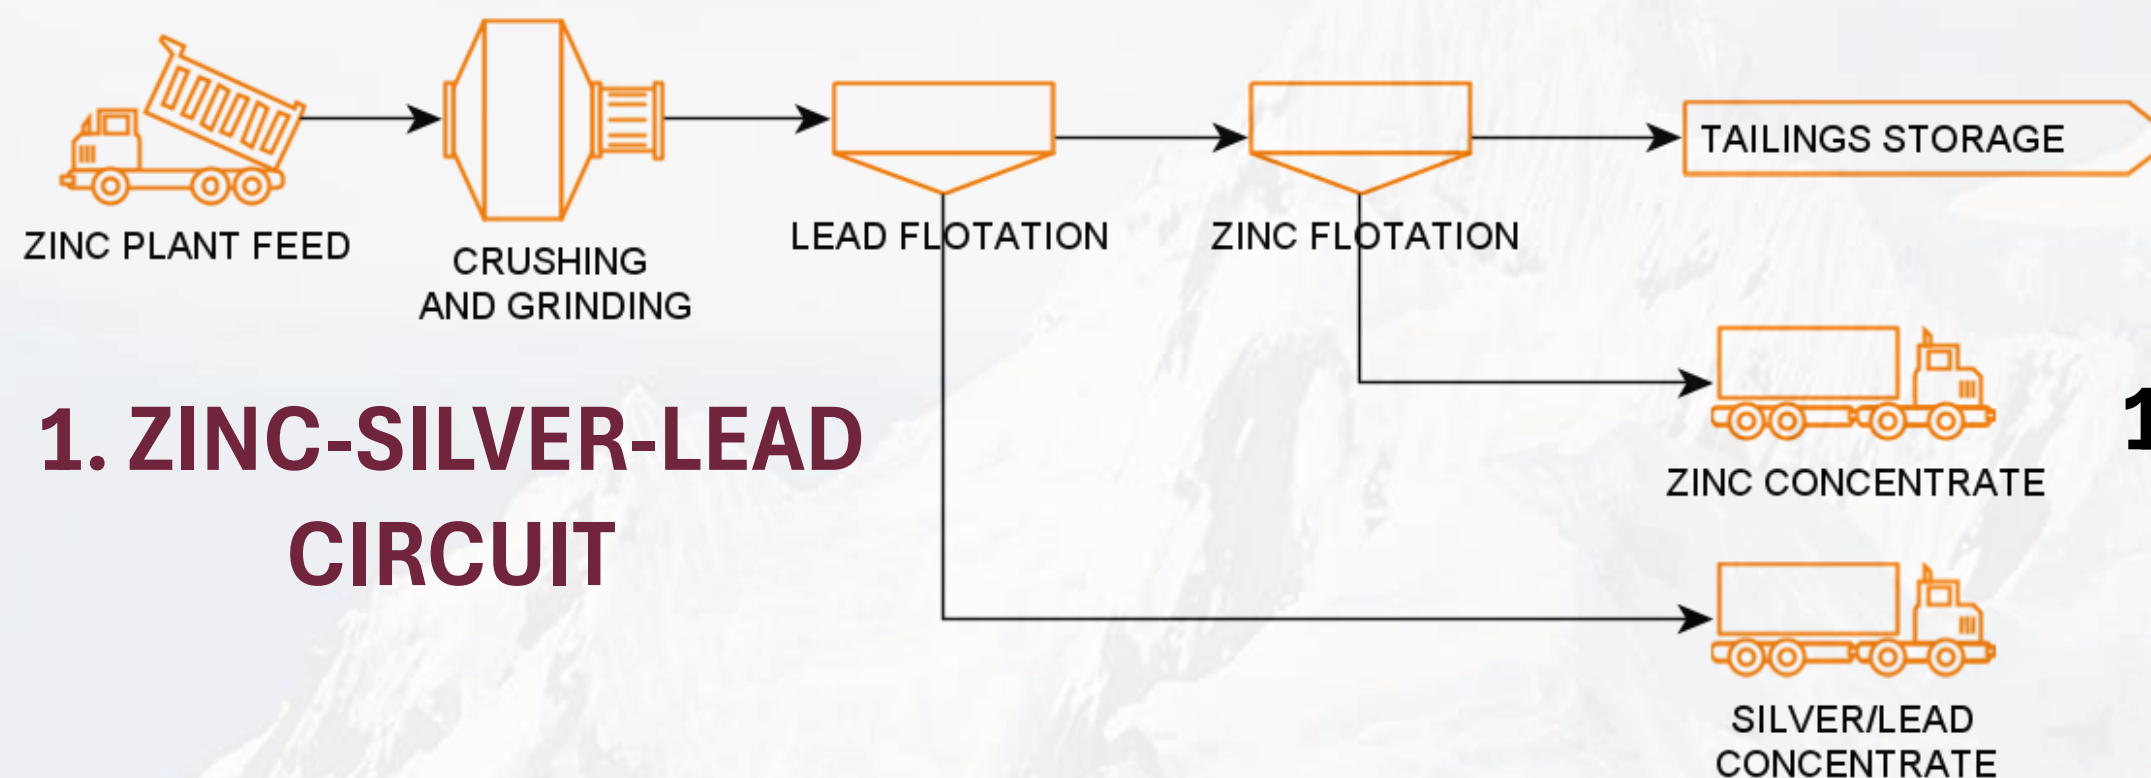 TAILINGS STORAGE
ZINC PLANT FEED
CRUSHING
AND GRINDING
LEAD FLOTATION
ZINC FLOTATION
1. ZINC-SILVER-LEAD
CIRCUIT
ZINC CONCENTRATE
1
SILVER/LEAD
CONCENTRATE